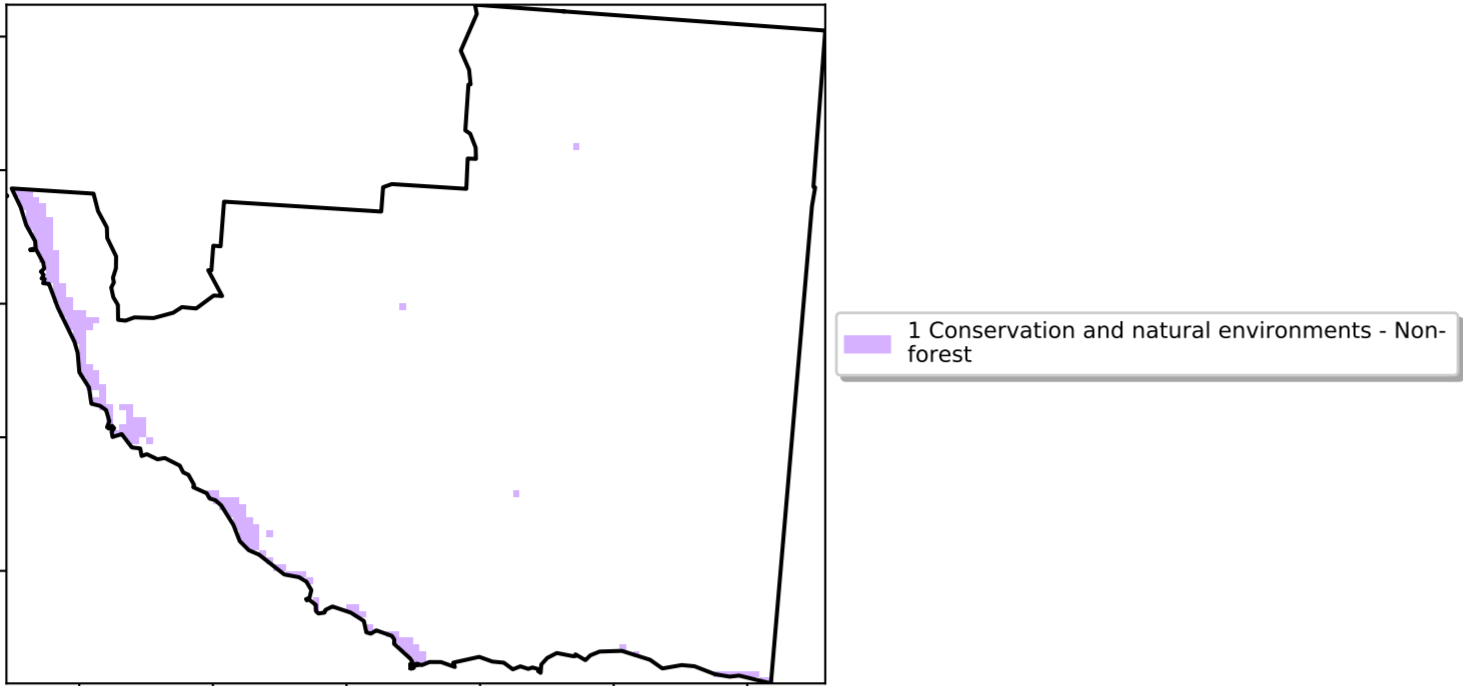 1 Conservation and natural environments - Non-
forest